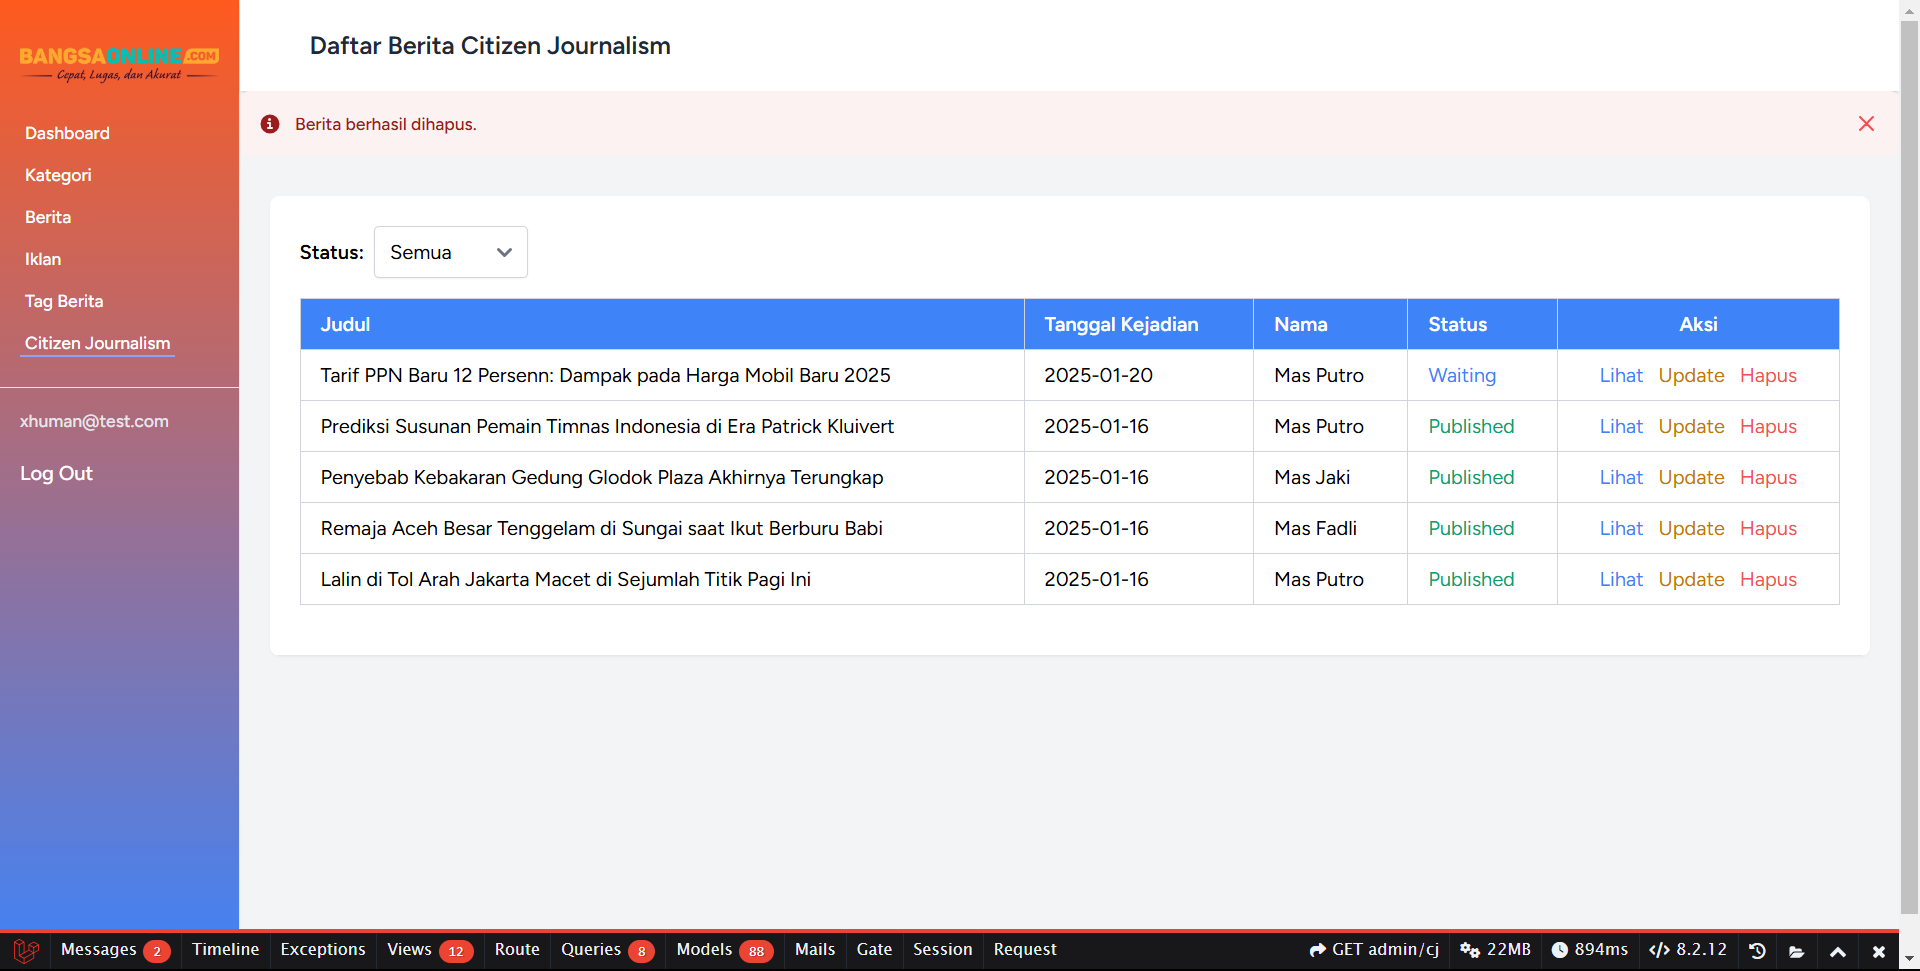 BANGSAONLINE.COM
Cepat, Lugas, dan Akurat
Dashboard
Kategori
Berita
Iklan
Tag Berita
Citizen Journalism
xhuman@test.com
Log Out
Daftar Berita Citizen Journalism
Berita berhasil dihapus.
Status: Semua
Judul Tanggal Kejadian Nama Status Aksi
Tarif PPN Baru 12 Persenn: Dampak pada Harga Mobil Baru 2025 2025-01-20 Mas Putro Waiting Lihat Update Hapus
Prediksi Susunan Pemain Timnas Indonesia di Era Patrick Kluivert 2025-01-16 Mas Putro Published Lihat Update Hapus
Penyebab Kebakaran Gedung Glodok Plaza Akhirnya Terungkap 2025-01-16 Mas Jaki Published Lihat Update Hapus
Remaja Aceh Besar Tenggelam di Sungai saat Ikut Berburu Babi 2025-01-16 Mas Fadli Published Lihat Update Hapus
Lalin di Tol Arah Jakarta Macet di Sejumlah Titik Pagi Ini 2025-01-16 Mas Putro Published Lihat Update Hapus
Messages 2 Timeline Exceptions Views 12 Route Queries 8 Models 88 Mails Gate Session Request GET admin/cj 22MB 894ms 8.2.12